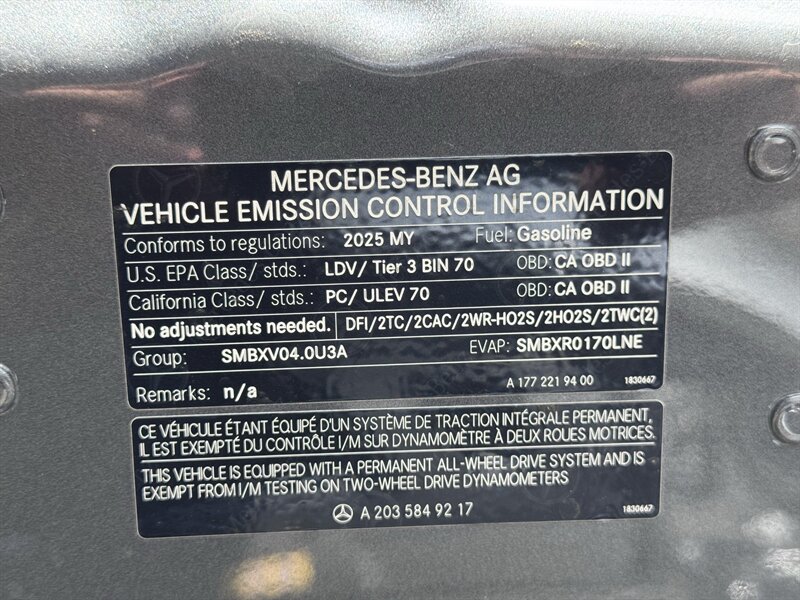 MERCEDES-BENZ AG
VEHICLE EMISSION CONTROL INFORMATION
Conforms to regulations: 2025 MY Fuel: Gasoline
U.S. EPA Class/ stds.: LDV/ Tier 3 BIN 70 OBD: CA OBD II
California Class/ stds.: PC/ ULEV 70 OBD: CA OBD II
No adjustments needed. DFI/2TC/2CAC/2WR-HO2S/2HO2S/2TWC(2)
Group: SMBXV04.0U3A EVAP: SMBXR0170LNE
Remarks: n/a A 177 221 94 00 1830667
CE VÉHICULE ÉTANT ÉQUIPÉ D'UN SYSTÈME DE TRACTION INTÉGRALE PERMANENT,
IL EST EXEMPTÉ DU CONTRÔLE I/M SUR DYNAMOMÈTRE À DEUX ROUES MOTRICES.
THIS VEHICLE IS EQUIPPED WITH A PERMANENT ALL-WHEEL DRIVE SYSTEM AND IS
EXEMPT FROM I/M TESTING ON TWO-WHEEL DRIVE DYNAMOMETERS
A 203 584 92 17 1830667